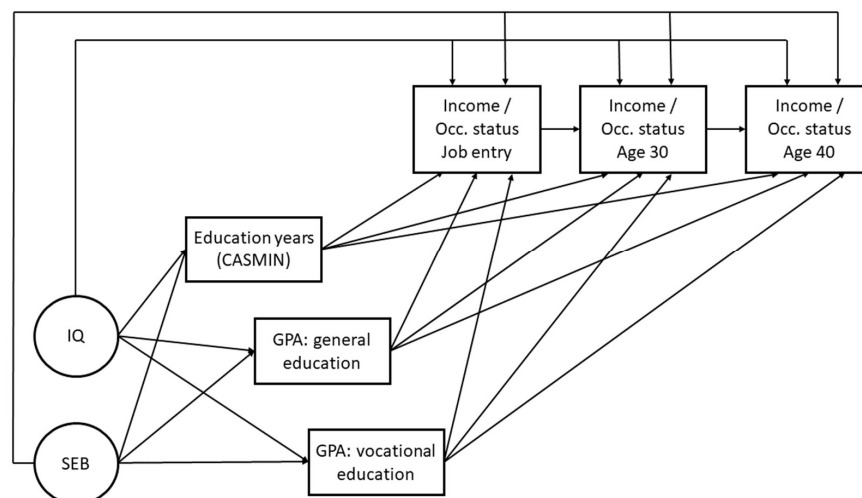 Income /
Occ. status
Job entry
Income /
Occ. status
Age 30
Income /
Occ. status
Age 40
Education years
(CASMIN)
IQ
GPA: general
education
SEB
GPA: vocational
education